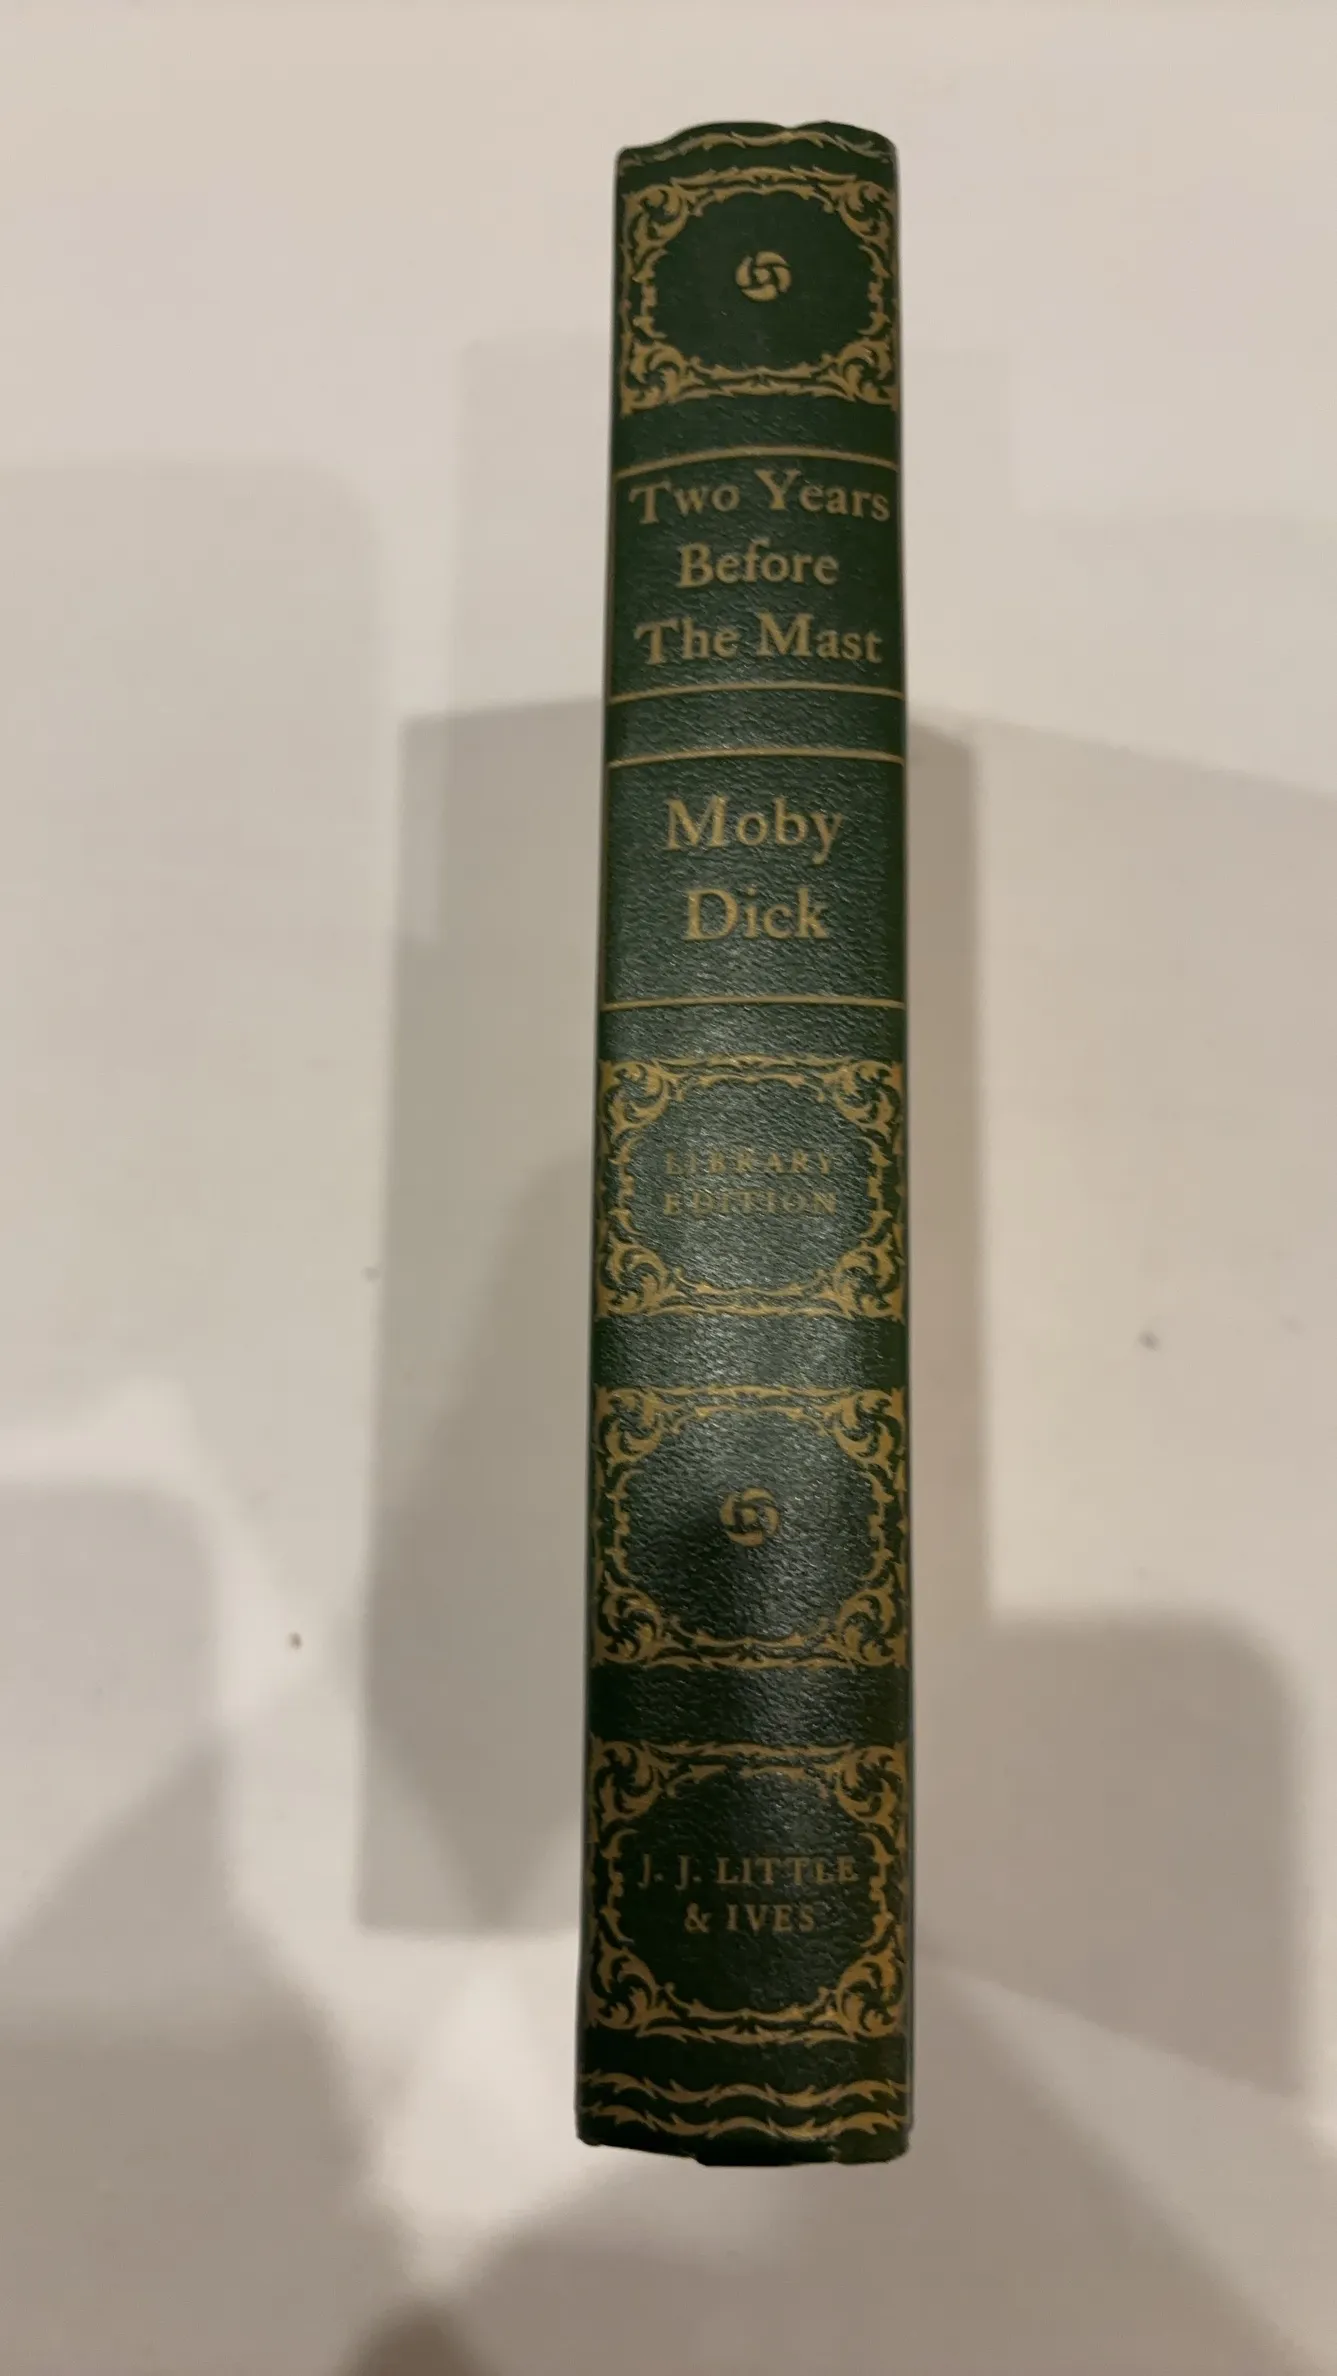 Two Years
Before
The Mast
Moby
Dick
LIBRARY
EDITION
J. J. LITTLE
& IVES